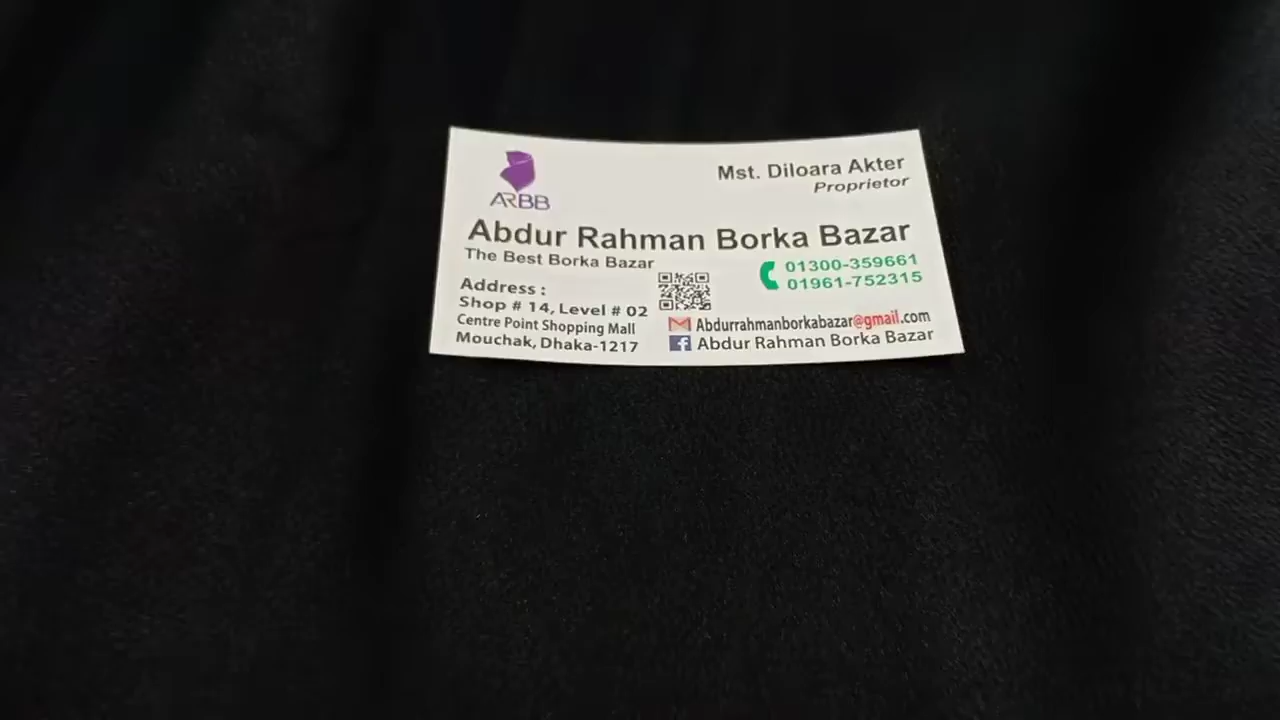 ARBB
Mst. Diloara Akter
Proprietor
Abdur Rahman Borka Bazar
The Best Borka Bazar
01300-359661
01961-752315
Address :
Shop # 14, Level # 02
Centre Point Shopping Mall
Mouchak, Dhaka-1217
Abdurrahmanborkabazar@gmail.com
Abdur Rahman Borka Bazar